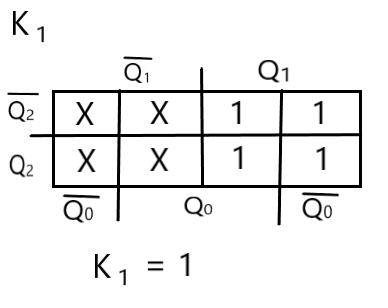 K₁
Q̅₁ Q₁
Q̅₂ X X 1 1
Q₂ X X 1 1
Q̅₀ Q₀ Q̅₀
K₁ = 1